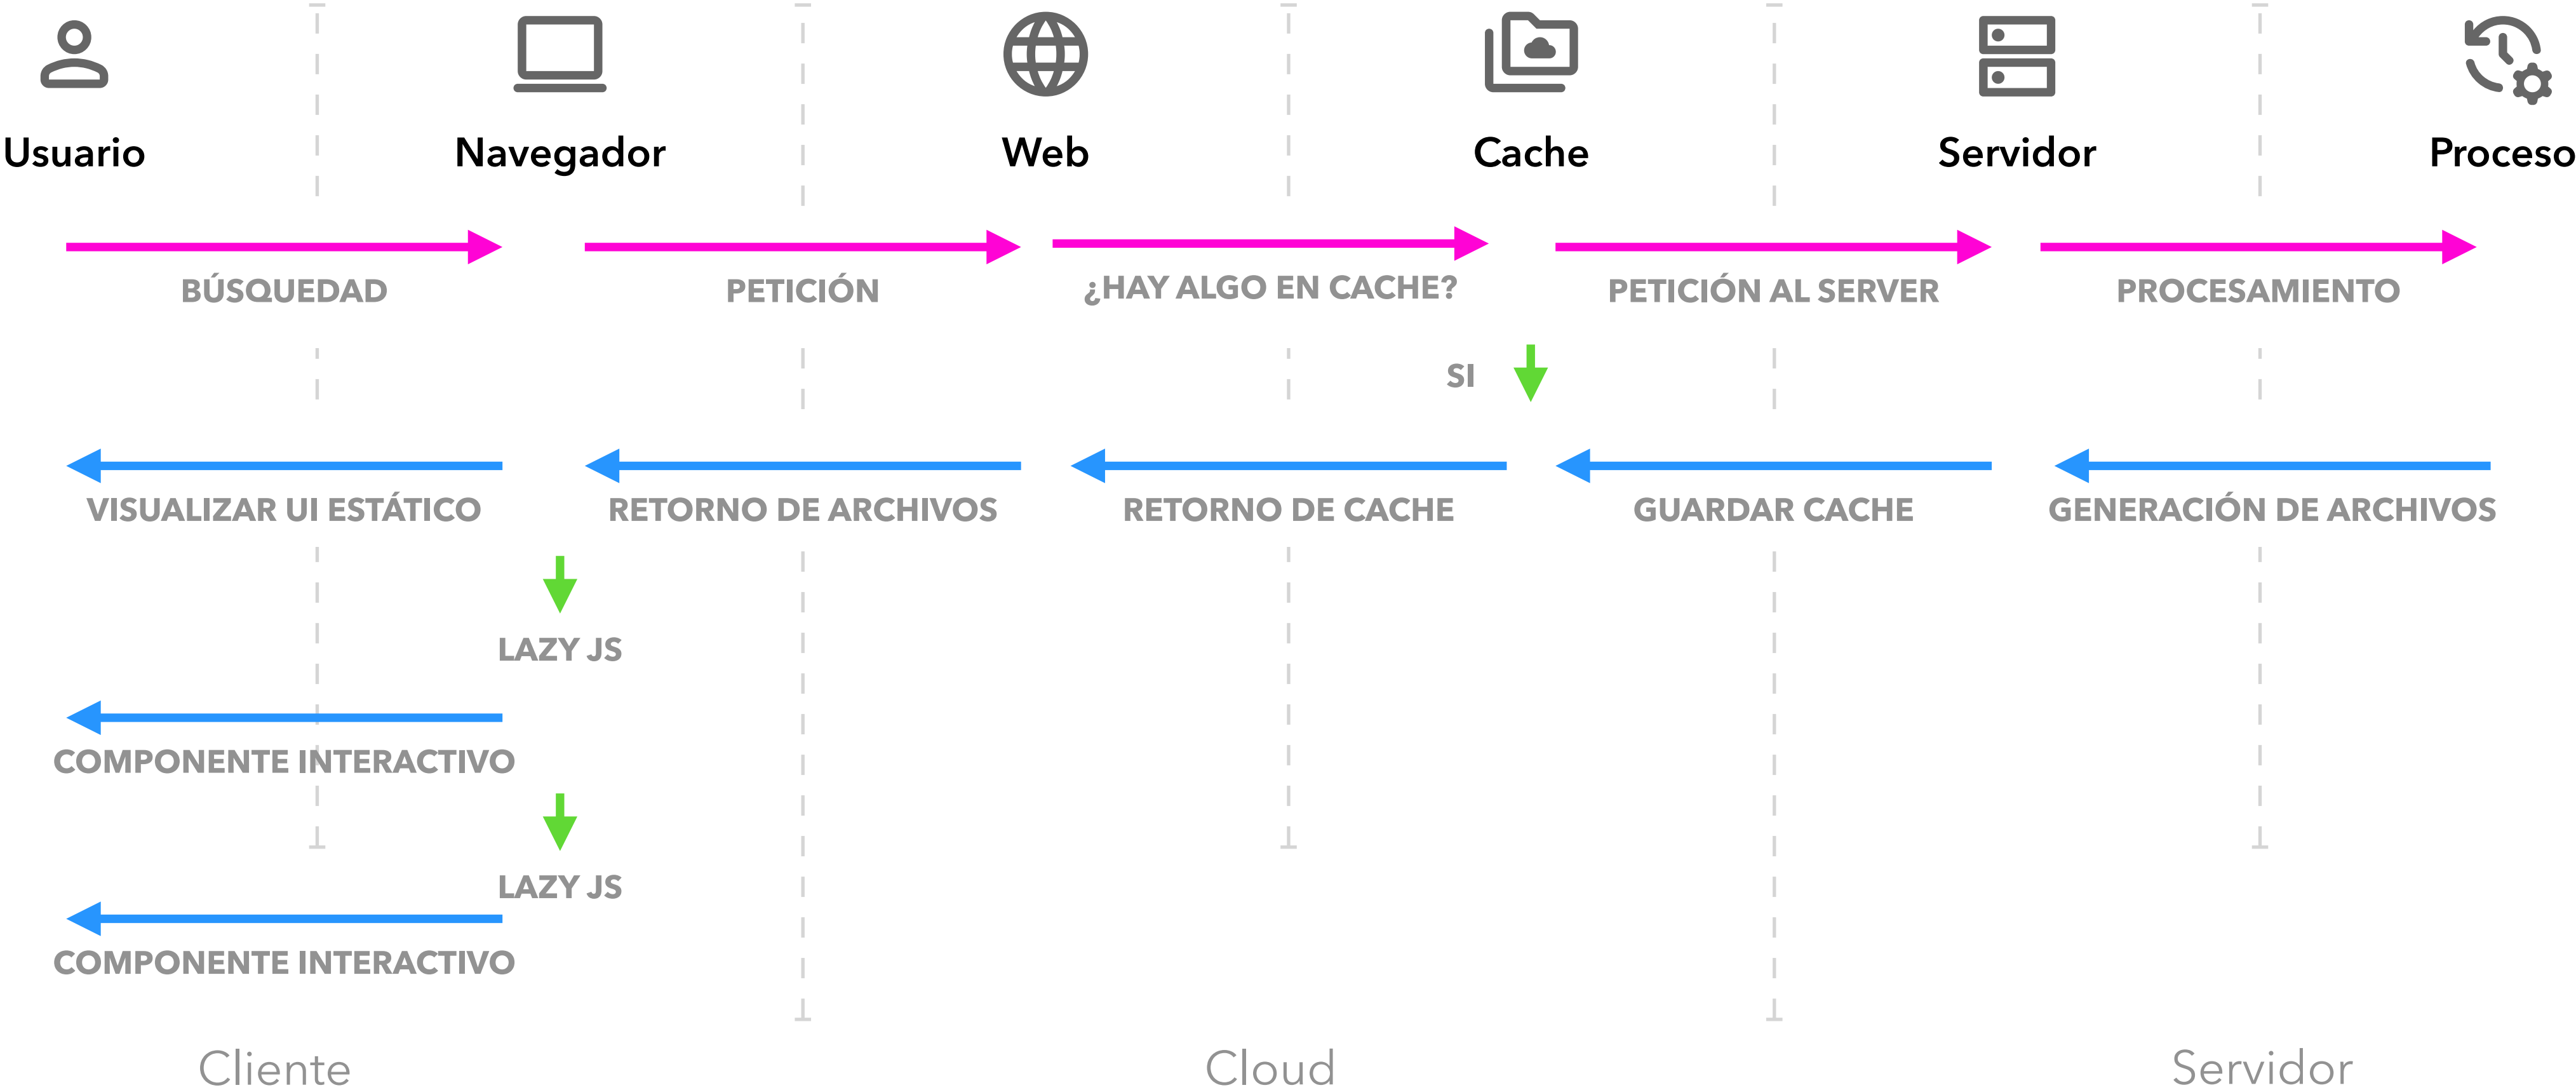 Usuario
Navegador
Web
Cache
Servidor
Proceso
BÚSQUEDAD
PETICIÓN
¿HAY ALGO EN CACHE?
PETICIÓN AL SERVER
PROCESAMIENTO
SI
VISUALIZAR UI ESTÁTICO
RETORNO DE ARCHIVOS
RETORNO DE CACHE
GUARDAR CACHE
GENERACIÓN DE ARCHIVOS
LAZY JS
COMPONENTE INTERACTIVO
LAZY JS
COMPONENTE INTERACTIVO
Cliente
Cloud
Servidor